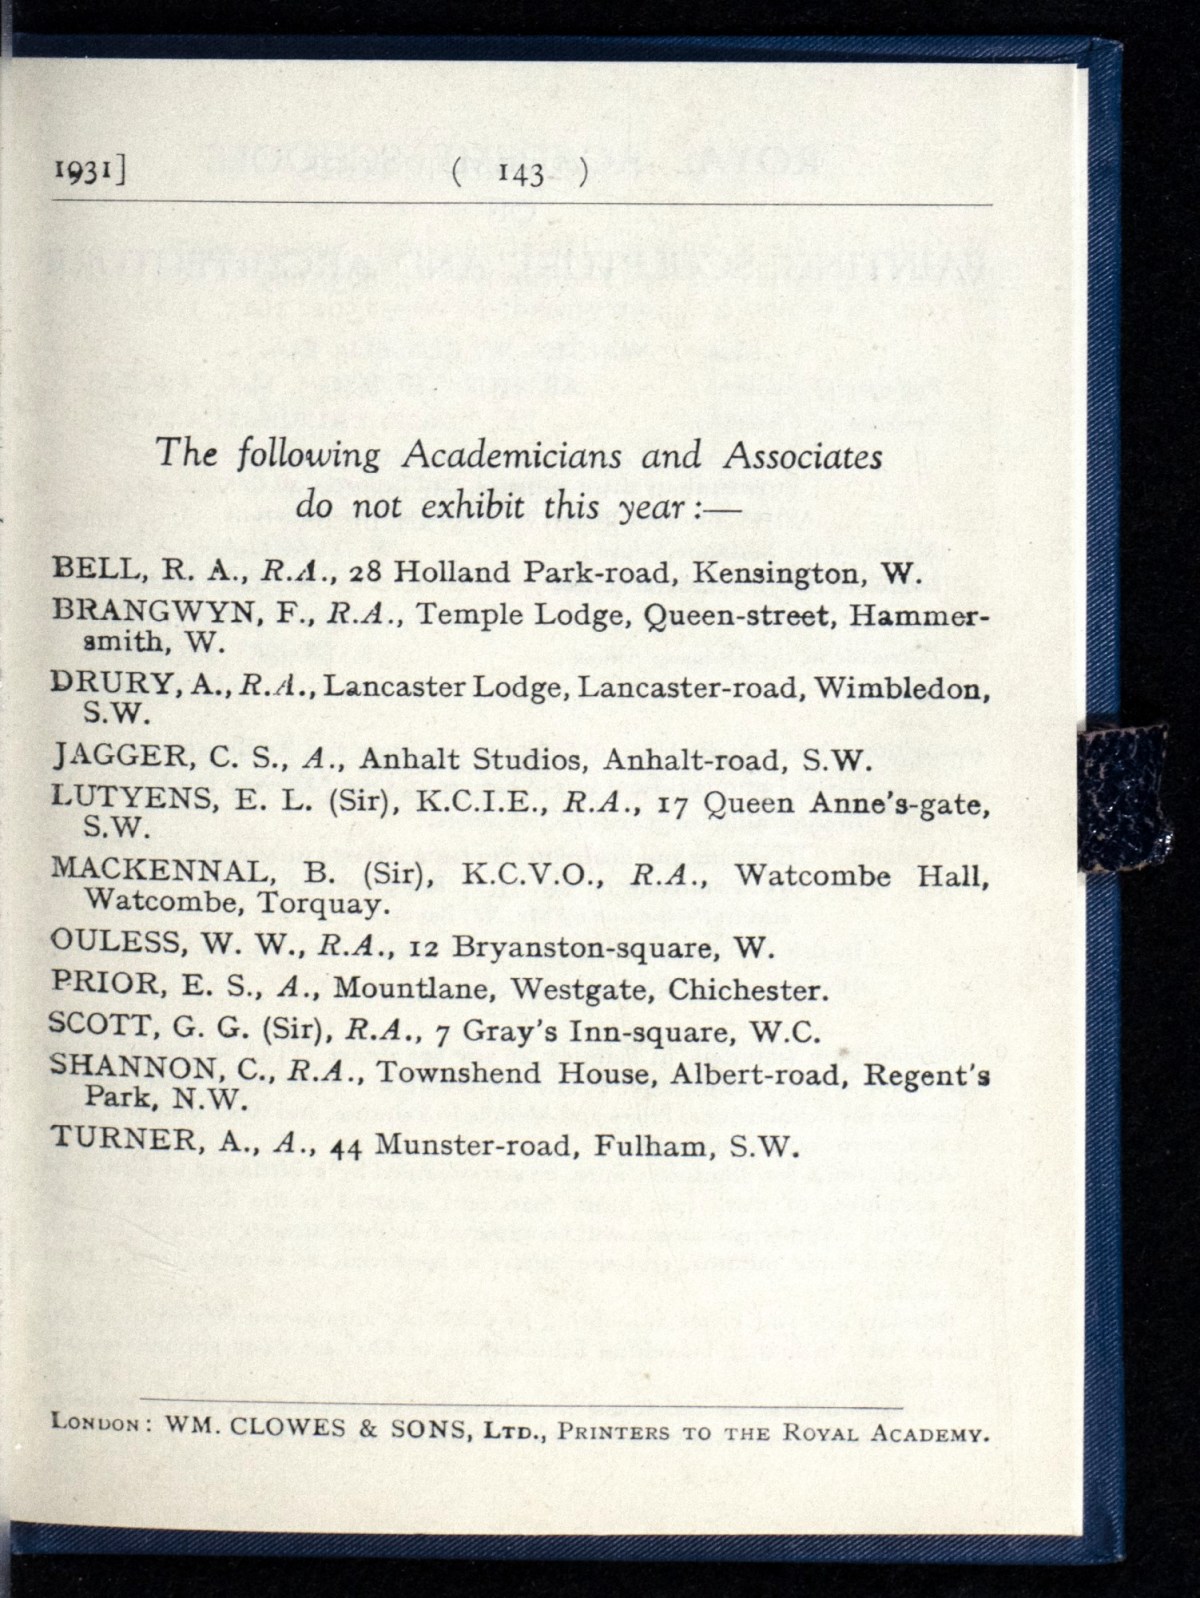 1931]
( 143 )
The following Academicians and Associates
do not exhibit this year:—
BELL, R. A., R.A., 28 Holland Park-road, Kensington, W.
BRANGWYN, F., R.A., Temple Lodge, Queen-street, Hammer-
smith, W.
DRURY, A., R.A., Lancaster Lodge, Lancaster-road, Wimbledon,
S.W.
JAGGER, C. S., A., Anhalt Studios, Anhalt-road, S.W.
LUTYENS, E. L. (Sir), K.C.I.E., R.A., 17 Queen Anne's-gate,
S.W.
MACKENNAL, B. (Sir), K.C.V.O., R.A., Watcombe Hall,
Watcombe, Torquay.
OULESS, W. W., R.A., 12 Bryanston-square, W.
PRIOR, E. S., A., Mountlane, Westgate, Chichester.
SCOTT, G. G. (Sir), R.A., 7 Gray's Inn-square, W.C.
SHANNON, C., R.A., Townshend House, Albert-road, Regent's
Park, N.W.
TURNER, A., A., 44 Munster-road, Fulham, S.W.
LONDON: WM. CLOWES & SONS, LTD., PRINTERS TO THE ROYAL ACADEMY.